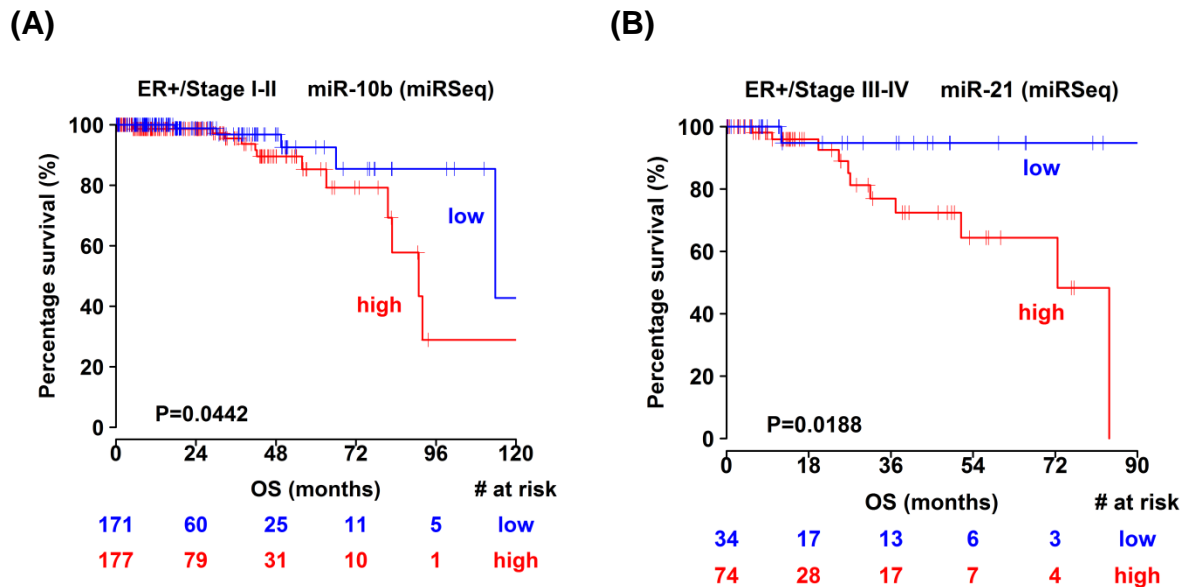 (A)
ER+/Stage I-II miR-10b (miRSeq)
Percentage survival (%)
100
80
60
40
20
0
low
high
P=0.0442
0 24 48 72 96 120
OS (months) # at risk
171 60 25 11 5 low
177 79 31 10 1 high
(B)
ER+/Stage III-IV miR-21 (miRSeq)
Percentage survival (%)
100
80
60
40
20
0
low
high
P=0.0188
0 18 36 54 72 90
OS (months) # at risk
34 17 13 6 3 low
74 28 17 7 4 high